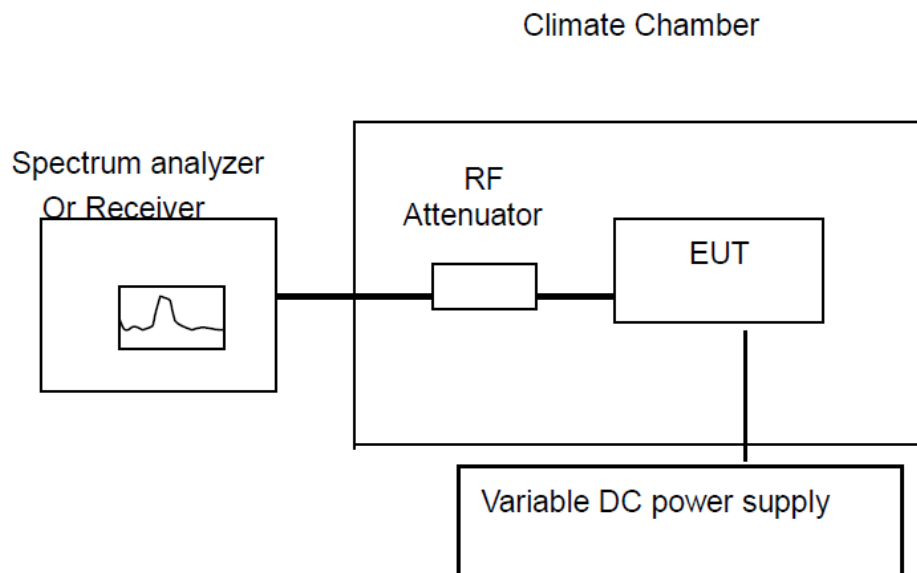 Climate Chamber
Spectrum analyzer
Or Receiver
RF
Attenuator
EUT
Variable DC power supply